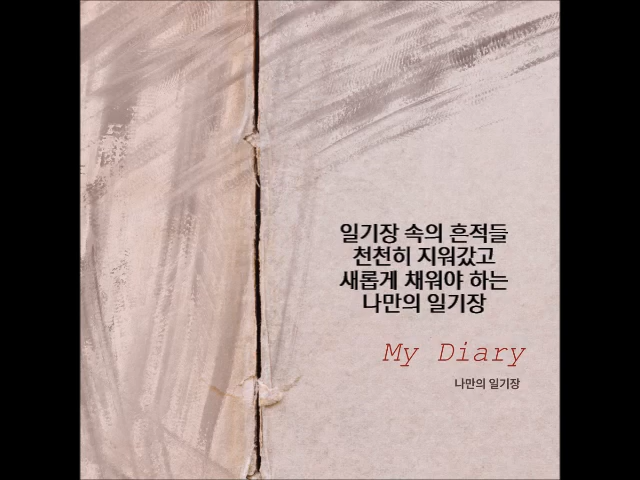 일기장 속의 흔적들
천천히 지워갔고
새롭게 채워야 하는
나만의 일기장
My Diary
나만의 일기장